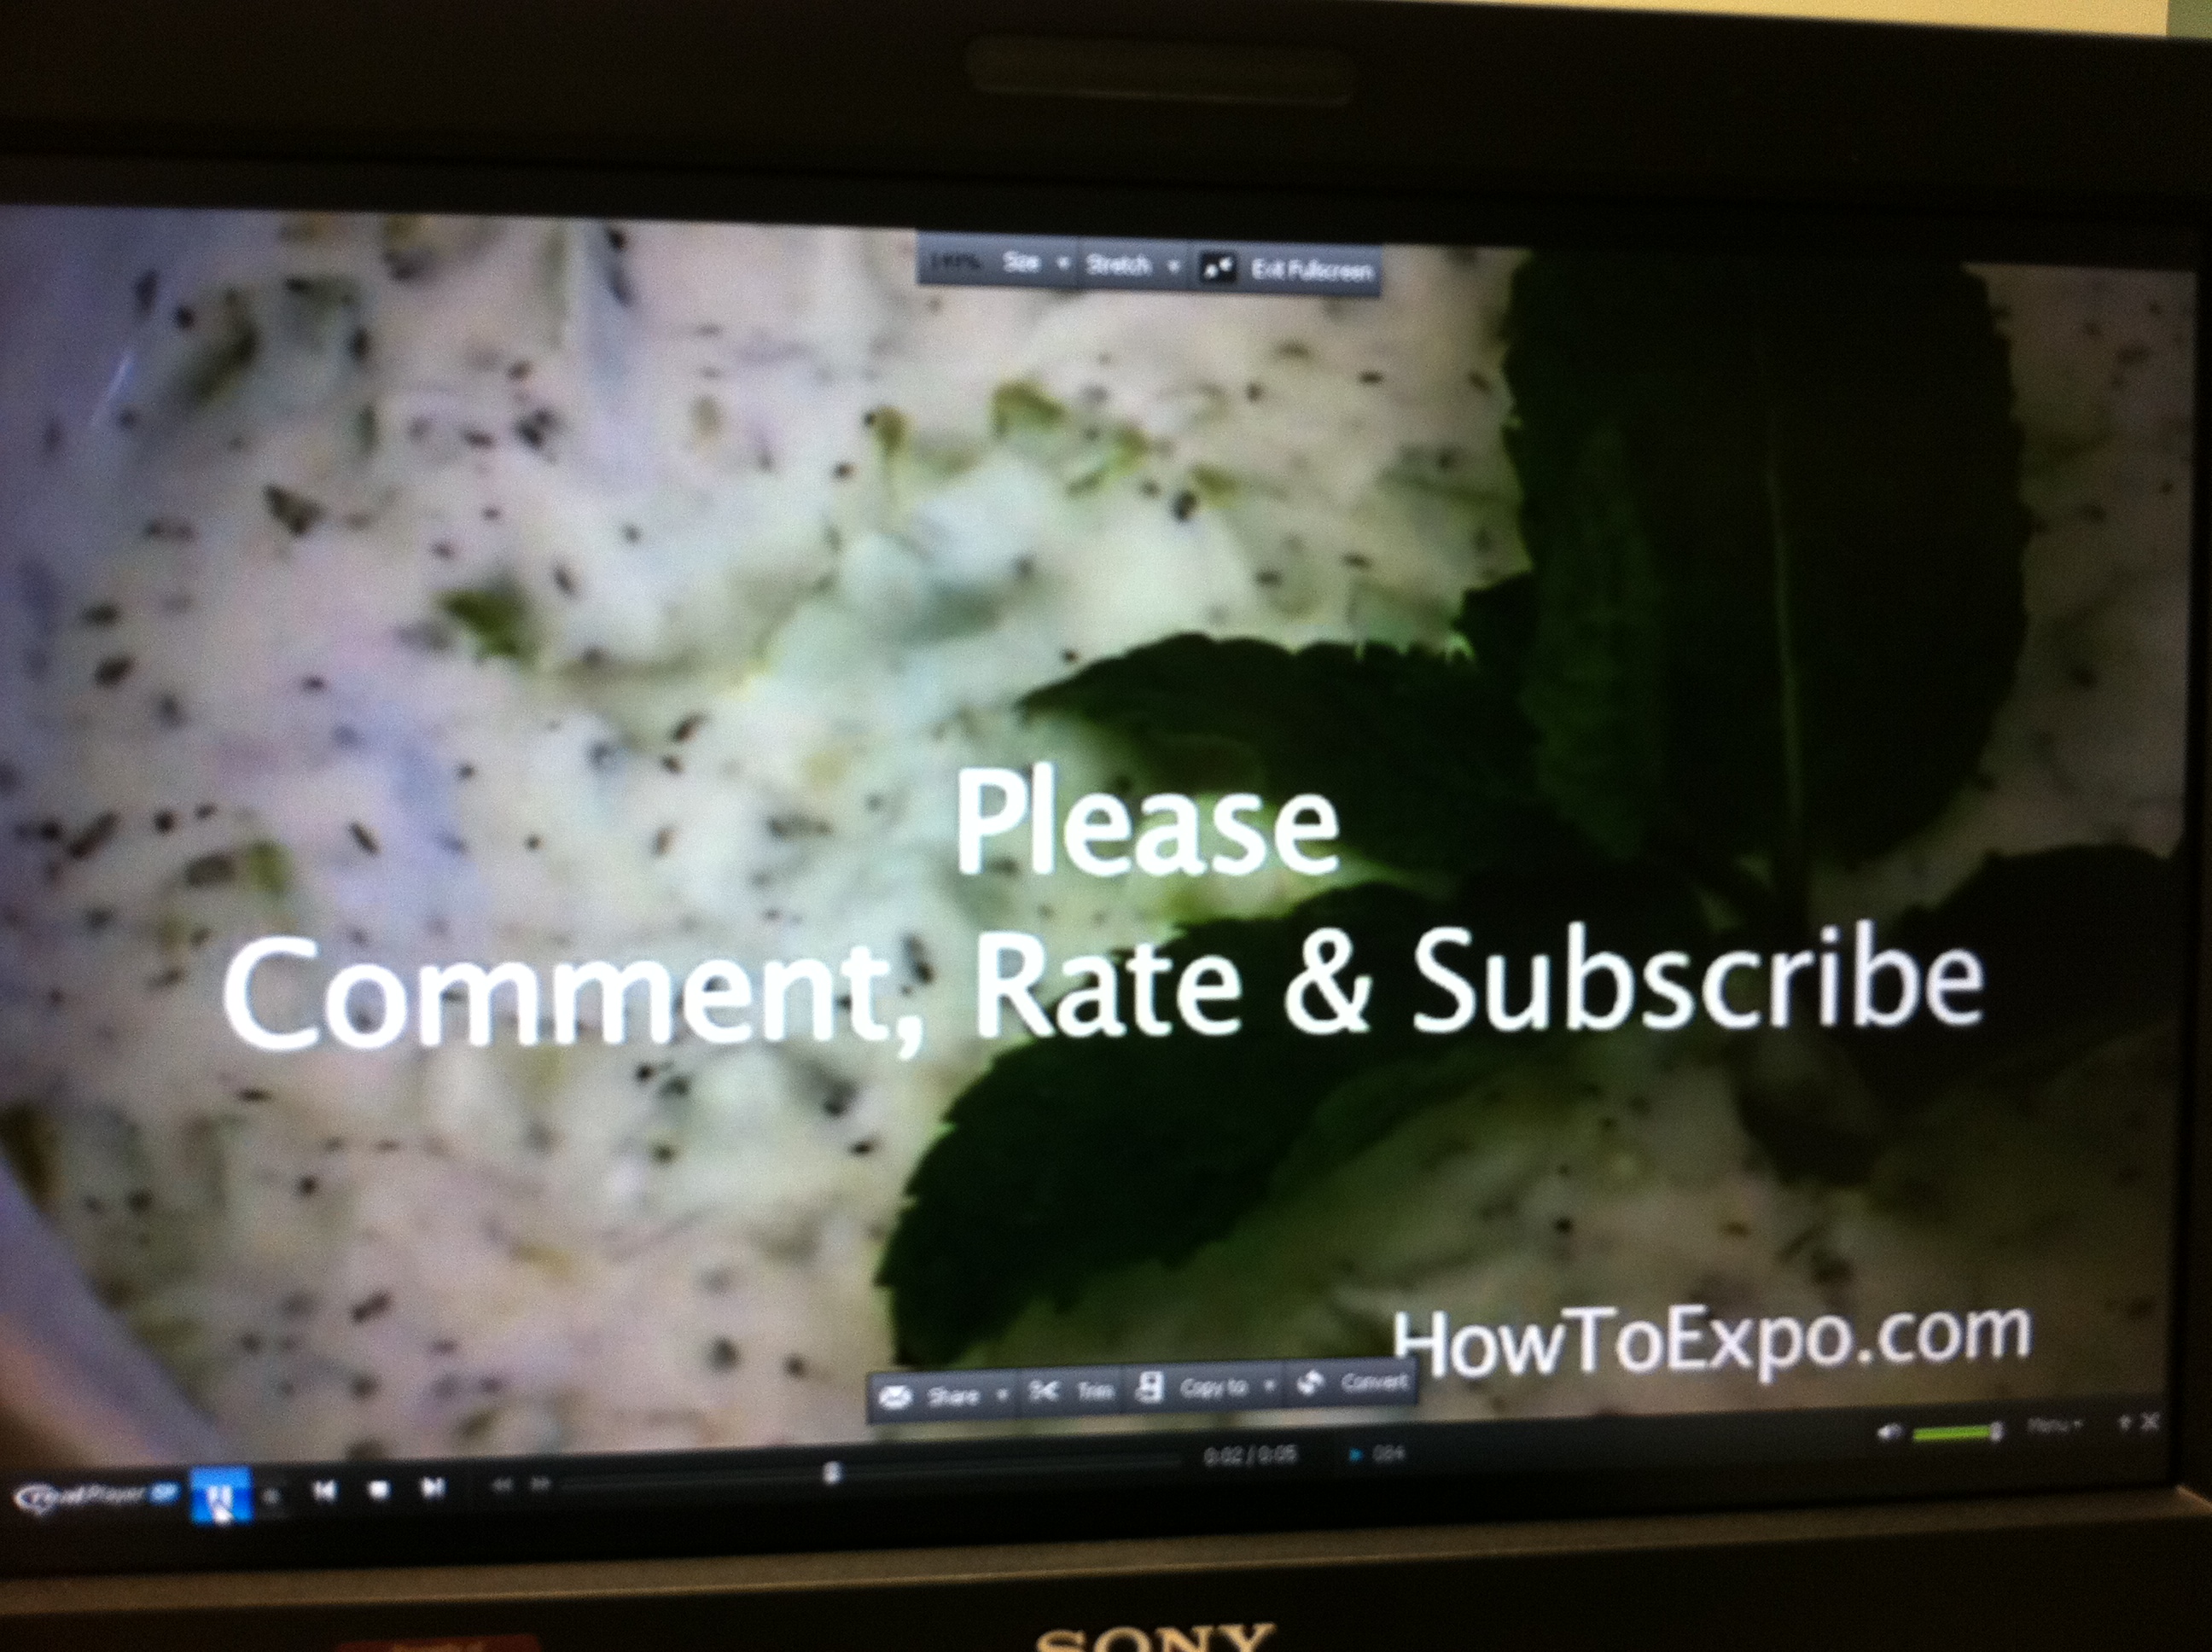 Size Stretch Exit Fullscreen
Please
Comment, Rate & Subscribe
HowToExpo.com
Share Trim Copy to Convert
realPlayer SP 0:02 / 0:05 Menu
SONY